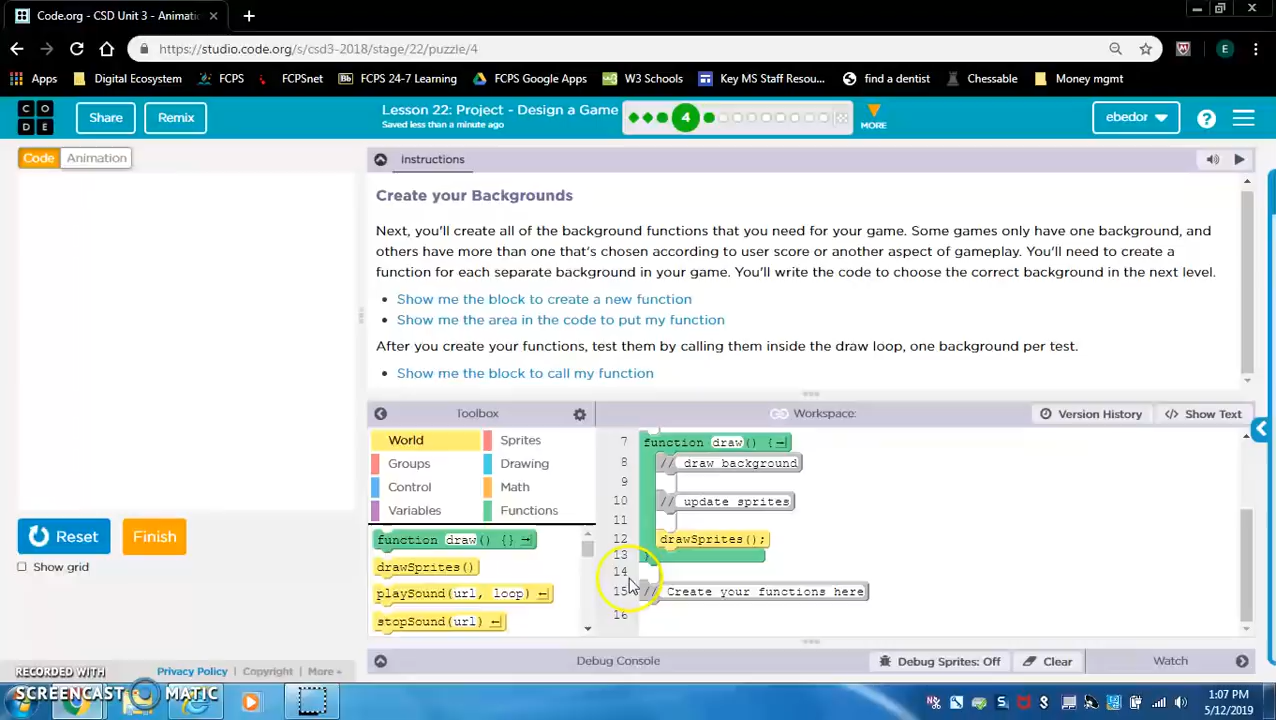 Code.org - CSD Unit 3 - Animatio
https://studio.code.org/s/csd3-2018/stage/22/puzzle/4
E
Apps
Digital Ecosystem
FCPS
FCPSnet
Bb
FCPS 24-7 Learning
FCPS Google Apps
W3 Schools
Key MS Staff Resou...
find a dentist
Chessable
Money mgmt
C O
D E
Share
Remix
Lesson 22: Project - Design a Game
Saved less than a minute ago
4
MORE
ebedor
?
Code
Animation
Instructions
Create your Backgrounds
Next, you'll create all of the background functions that you need for your game. Some games only have one background, and
others have more than one that's chosen according to user score or another aspect of gameplay. You'll need to create a
function for each separate background in your game. You'll write the code to choose the correct background in the next level.
• Show me the block to create a new function
• Show me the area in the code to put my function
After you create your functions, test them by calling them inside the draw loop, one background per test.
• Show me the block to call my function
Toolbox
Workspace:
Version History
</> Show Text
World
Sprites
Groups
Drawing
Control
Math
Variables
Functions
function draw() {} →
drawSprites()
playSound(url, loop) ←
stopSound(url) ←
7 function draw() { →
8 // draw background
9
10 // update sprites
11
12 drawSprites();
13 }
14
15 // Create your functions here
16
Reset
Finish
Show grid
Debug Console
Debug Sprites: Off
Clear
Watch
Privacy Policy | Copyright | More
RECORDED WITH
SCREENCAST MATIC
1:07 PM
5/12/2019